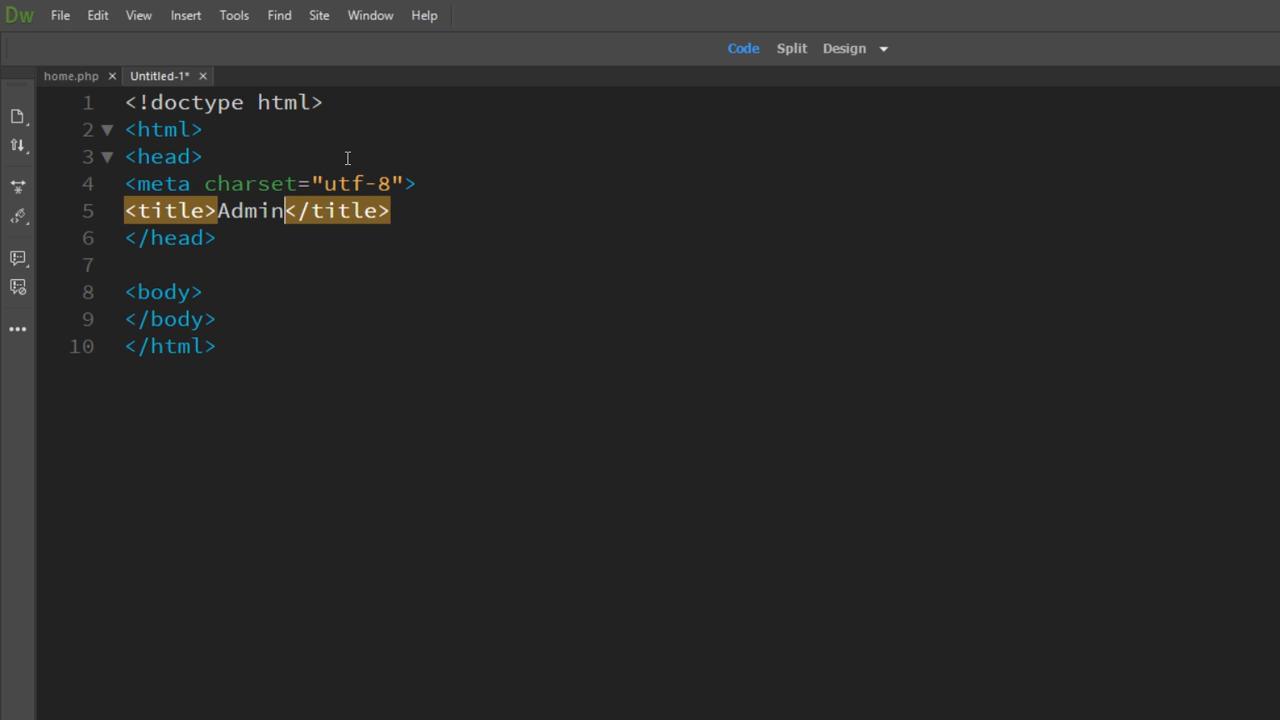 Dw File Edit View Insert Tools Find Site Window Help
Code Split Design
home.php × Untitled-1* ×
1 <!doctype html>
2 <html>
3 <head>
4 <meta charset="utf-8">
5 <title>Admin</title>
6 </head>
7
8 <body>
9 </body>
10 </html>